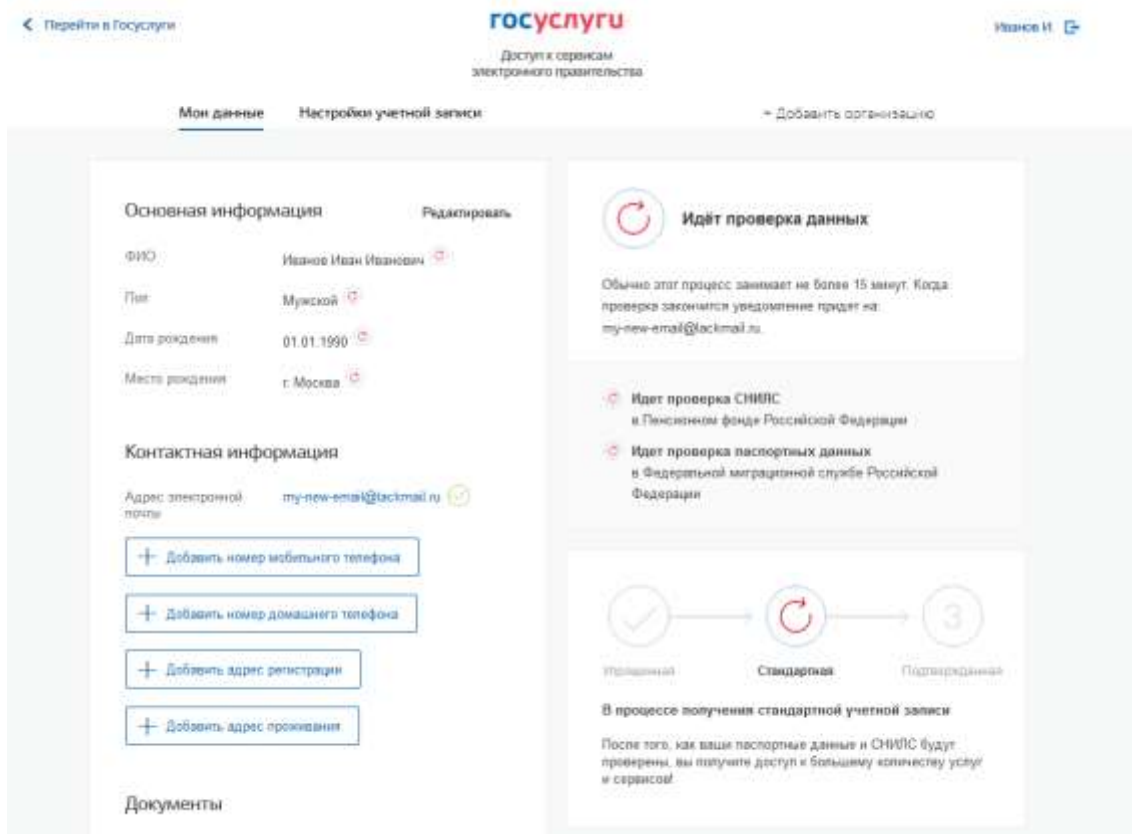 Перейти в Госуслуги
госуслуги
Иванов И
Доступ к сервисам
электронного правительства
Мои данные
Настройки учетной записи
+ Добавить организацию
Основная информация
Редактировать
ФИО
Иванов Иван Иванович
Пол
Мужской
Дата рождения
01.01.1990
Место рождения
г. Москва
Контактная информация
Адрес электронной
почты
my-new-email@lackmail.ru
Добавить номер мобильного телефона
Добавить номер домашнего телефона
Добавить адрес регистрации
Добавить адрес проживания
Документы
Идёт проверка данных
Обычно этот процесс занимает не более 15 минут. Когда
проверка закончится уведомление придет на:
my-new-email@lackmail.ru.
Идет проверка СНИЛС
в Пенсионном фонде Российской Федерации
Идет проверка паспортных данных
в Федеральной миграционной службе Российской
Федерации
3
Упрощенная
Стандартная
Подтвержденная
В процессе получения стандартной учетной записи
После того, как ваши паспортные данные и СНИЛС будут
проверены, вы получите доступ к большему количеству услуг
и сервисов!